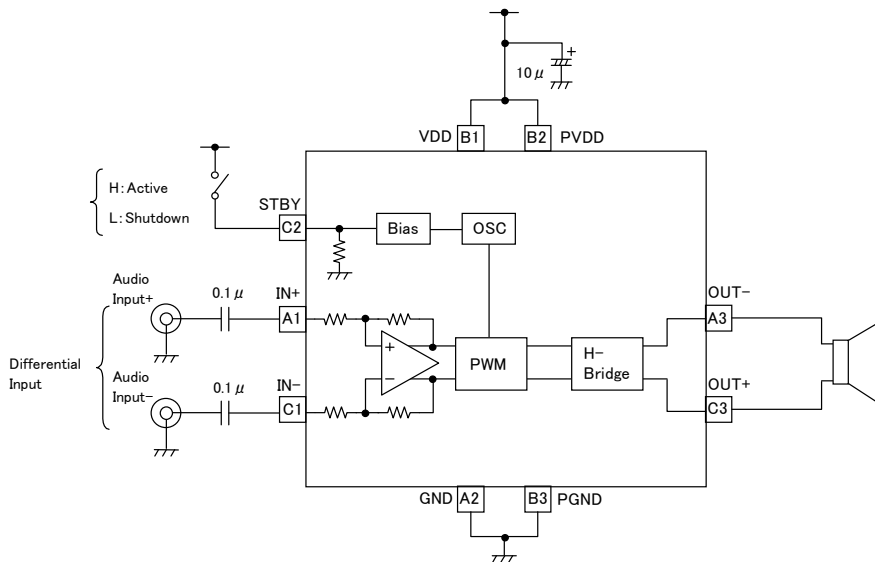 10μ
+
VDD
B1
B2
PVDD
H:Active
L:Shutdown
STBY
C2
Bias
OSC
Audio
Input+
0.1μ
IN+
A1
OUT-
A3
Differential
Input
+
−
PWM
H-
Bridge
Audio
Input-
0.1μ
IN-
C1
OUT+
C3
GND
A2
B3
PGND